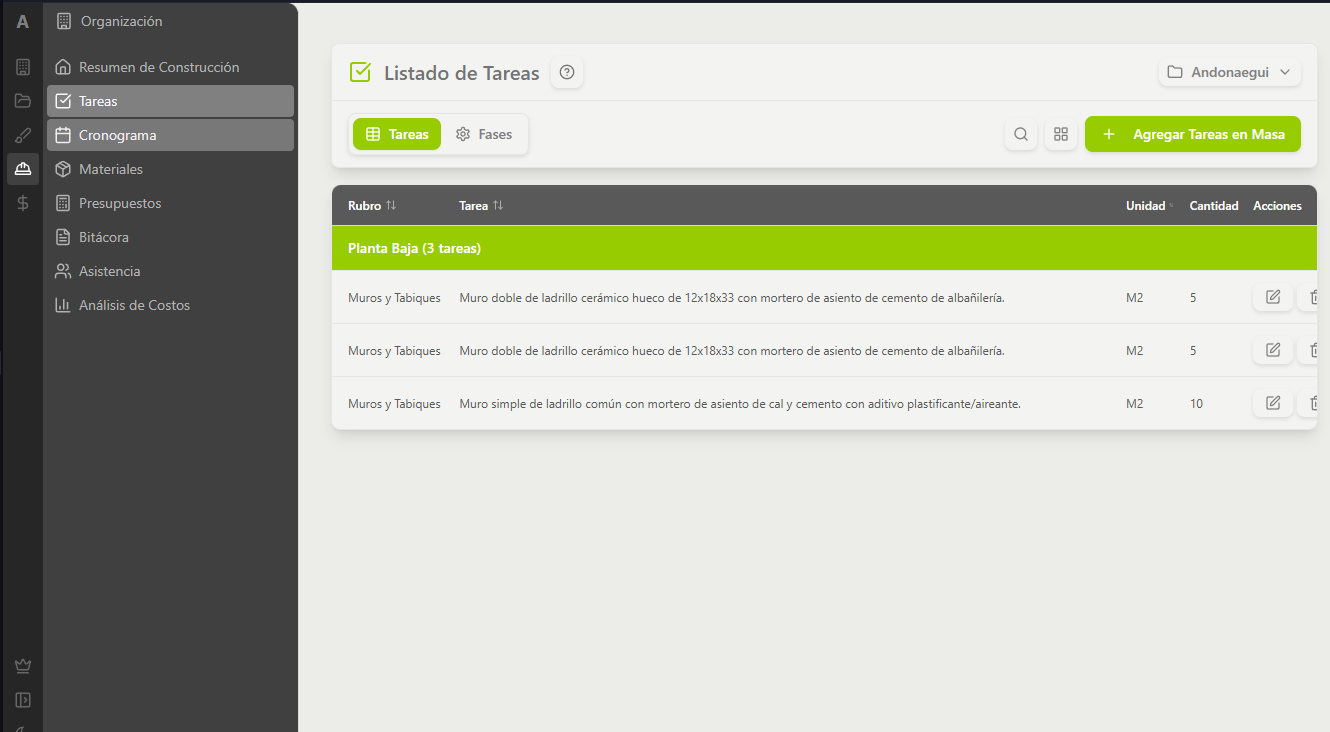 A
Organización
Resumen de Construcción
Tareas
Cronograma
Materiales
Presupuestos
Bitácora
Asistencia
Análisis de Costos
Listado de Tareas
Andonaegui
Tareas Fases
Agregar Tareas en Masa
Rubro Tarea Unidad Cantidad Acciones
Planta Baja (3 tareas)
Muros y Tabiques Muro doble de ladrillo cerámico hueco de 12x18x33 con mortero de asiento de cemento de albañilería. M2 5
Muros y Tabiques Muro doble de ladrillo cerámico hueco de 12x18x33 con mortero de asiento de cemento de albañilería. M2 5
Muros y Tabiques Muro simple de ladrillo común con mortero de asiento de cal y cemento con aditivo plastificante/aireante. M2 10